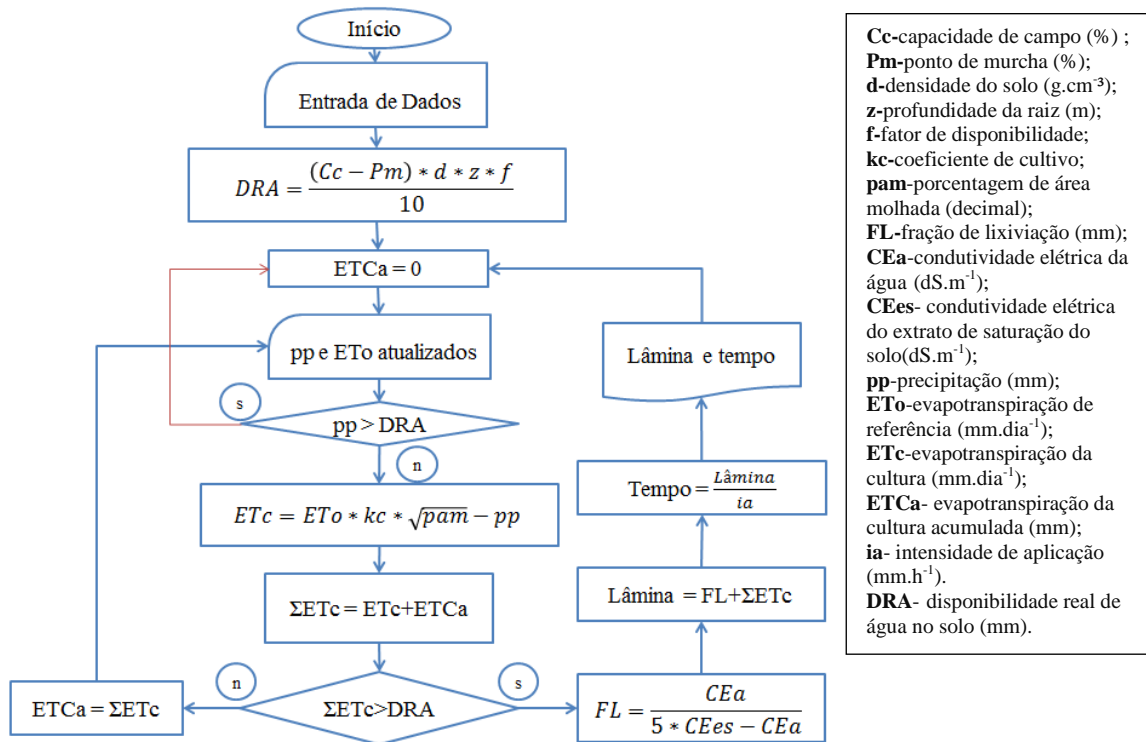 Início
Entrada de Dados
DRA = (Cc − Pm) * d * z * f / 10
ETCa = 0
pp e ETo atualizados
s
pp > DRA
n
ETc = ETo * kc * √pam − pp
ΣETc = ETc+ETCa
n
s
ETCa = ΣETc
ΣETc>DRA
FL = CEa / 5 * CEes − CEa
Lâmina = FL+ΣETc
Tempo = Lâmina / ia
Lâmina e tempo
Cc-capacidade de campo (%) ;
Pm-ponto de murcha (%);
d-densidade do solo (g.cm⁻³);
z-profundidade da raiz (m);
f-fator de disponibilidade;
kc-coeficiente de cultivo;
pam-porcentagem de área
molhada (decimal);
FL-fração de lixiviação (mm);
CEa-condutividade elétrica da
água (dS.m⁻¹);
CEes- condutividade elétrica
do extrato de saturação do
solo(dS.m⁻¹);
pp-precipitação (mm);
ETo-evapotranspiração de
referência (mm.dia⁻¹);
ETc-evapotranspiração da
cultura (mm.dia⁻¹);
ETCa- evapotranspiração da
cultura acumulada (mm);
ia- intensidade de aplicação
(mm.h⁻¹).
DRA- disponibilidade real de
água no solo (mm).